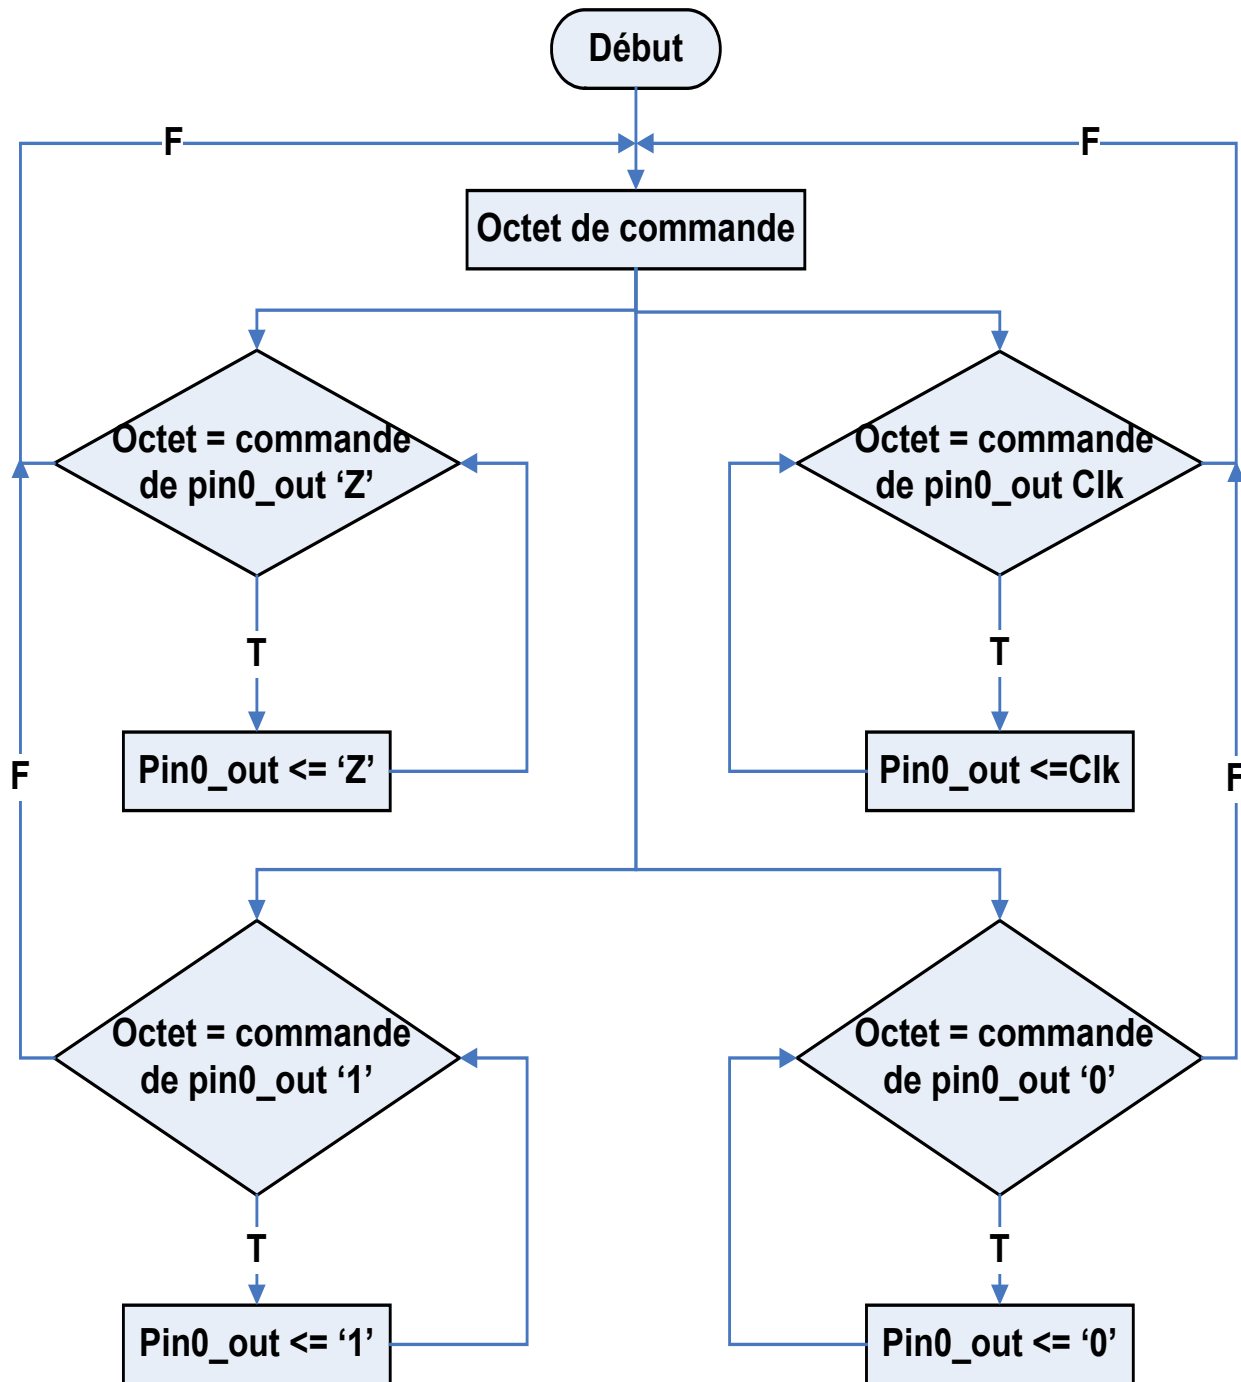 Début
F
F
Octet de commande
Octet = commande
de pin0_out ‘Z’
Octet = commande
de pin0_out Clk
T
T
Pin0_out <= ‘Z’
Pin0_out <=Clk
F
F
Octet = commande
de pin0_out ‘1’
Octet = commande
de pin0_out ‘0’
T
T
Pin0_out <= ‘1’
Pin0_out <= ‘0’